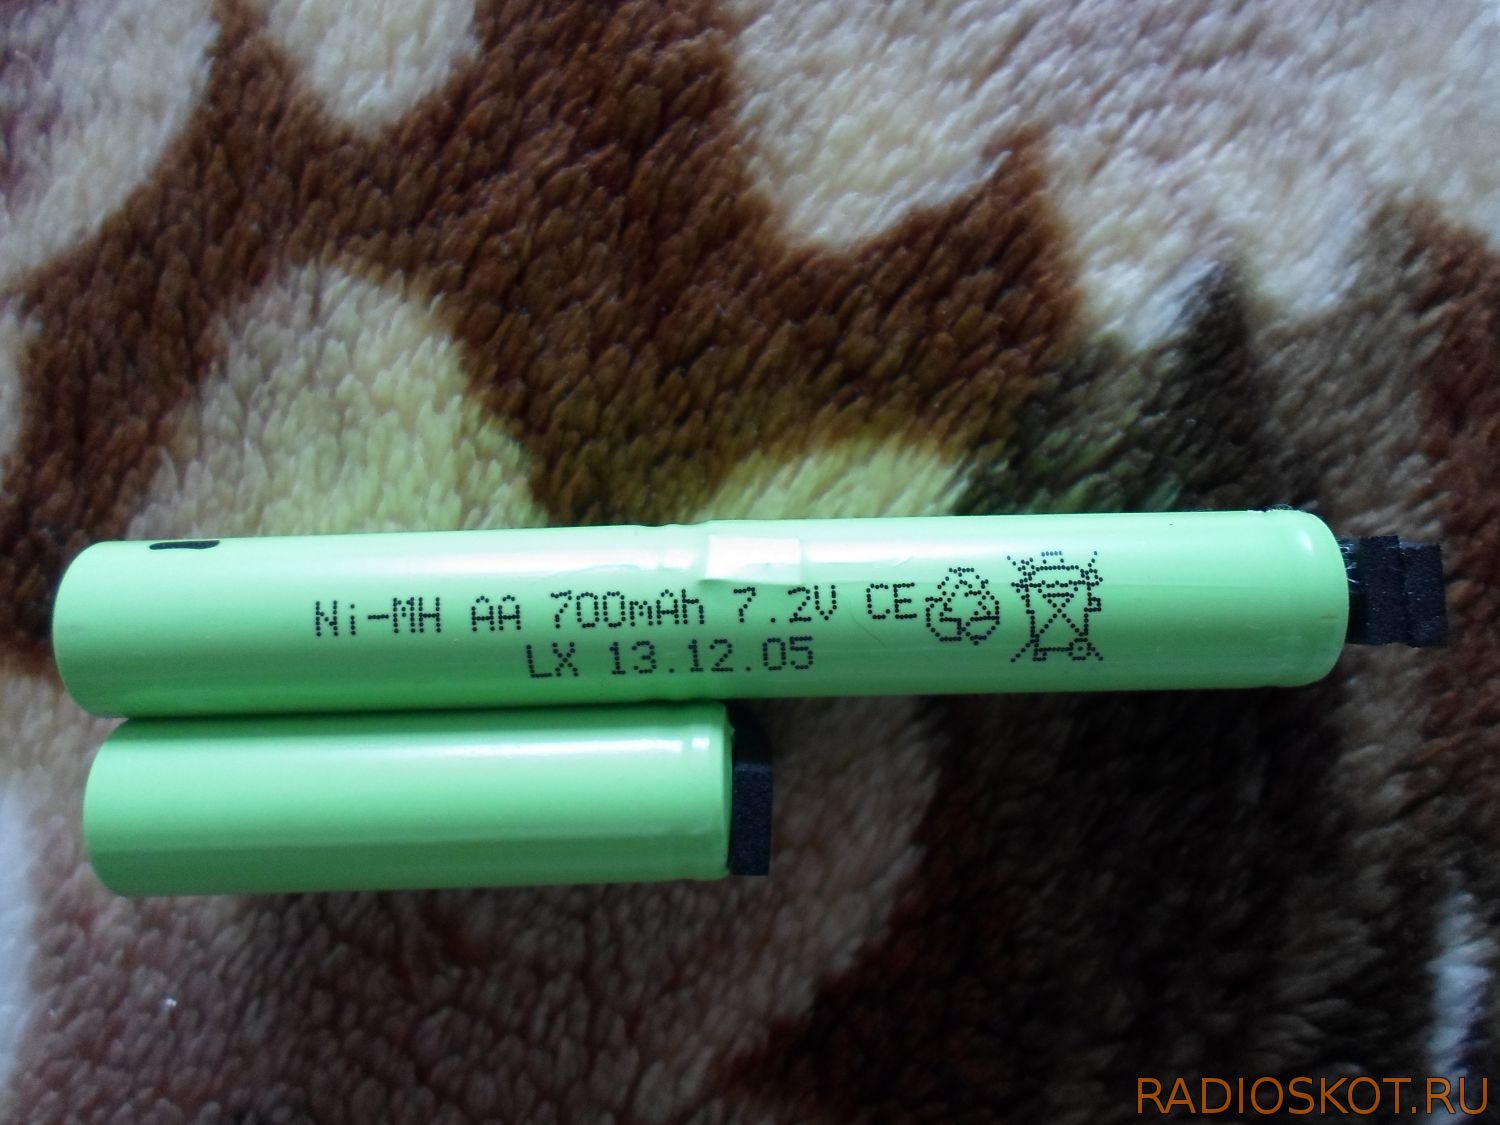 Ni-MH AA 700mAh 7.2V CE
LX 13.12.05
RADIOSKOT.RU